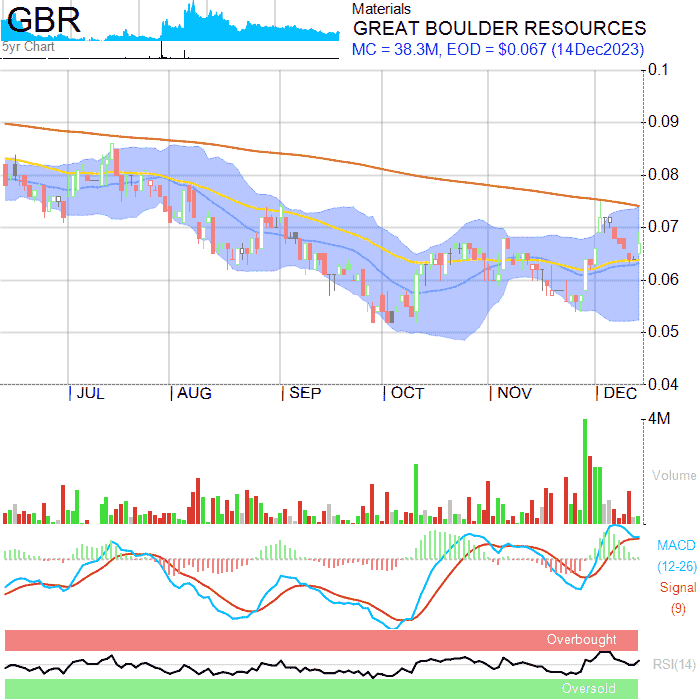 GBR
5yr Chart
Materials
GREAT BOULDER RESOURCES
MC = 38.3M, EOD = $0.067 (14Dec2023)
0.1
0.09
0.08
0.07
0.06
0.05
0.04
JUL AUG SEP OCT NOV DEC
4M
Volume
MACD
(12-26)
Signal
(9)
Overbought
RSI(14)
Oversold